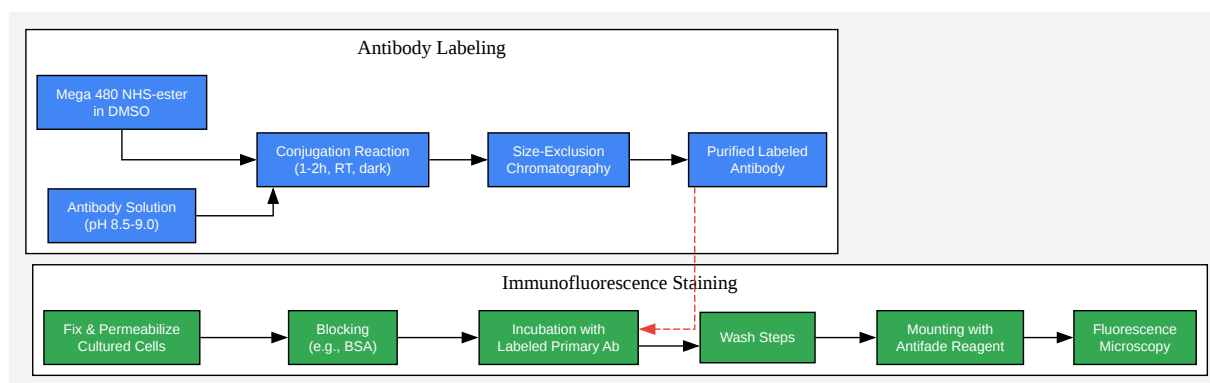 Antibody Labeling
Mega 480 NHS-ester
in DMSO
Conjugation Reaction
(1-2h, RT, dark)
Size-Exclusion
Chromatography
Purified Labeled
Antibody
Antibody Solution
(pH 8.5-9.0)
Immunofluorescence Staining
Fix & Permeabilize
Cultured Cells
Blocking
(e.g., BSA)
Incubation with
Labeled Primary Ab
Wash Steps
Mounting with
Antifade Reagent
Fluorescence
Microscopy